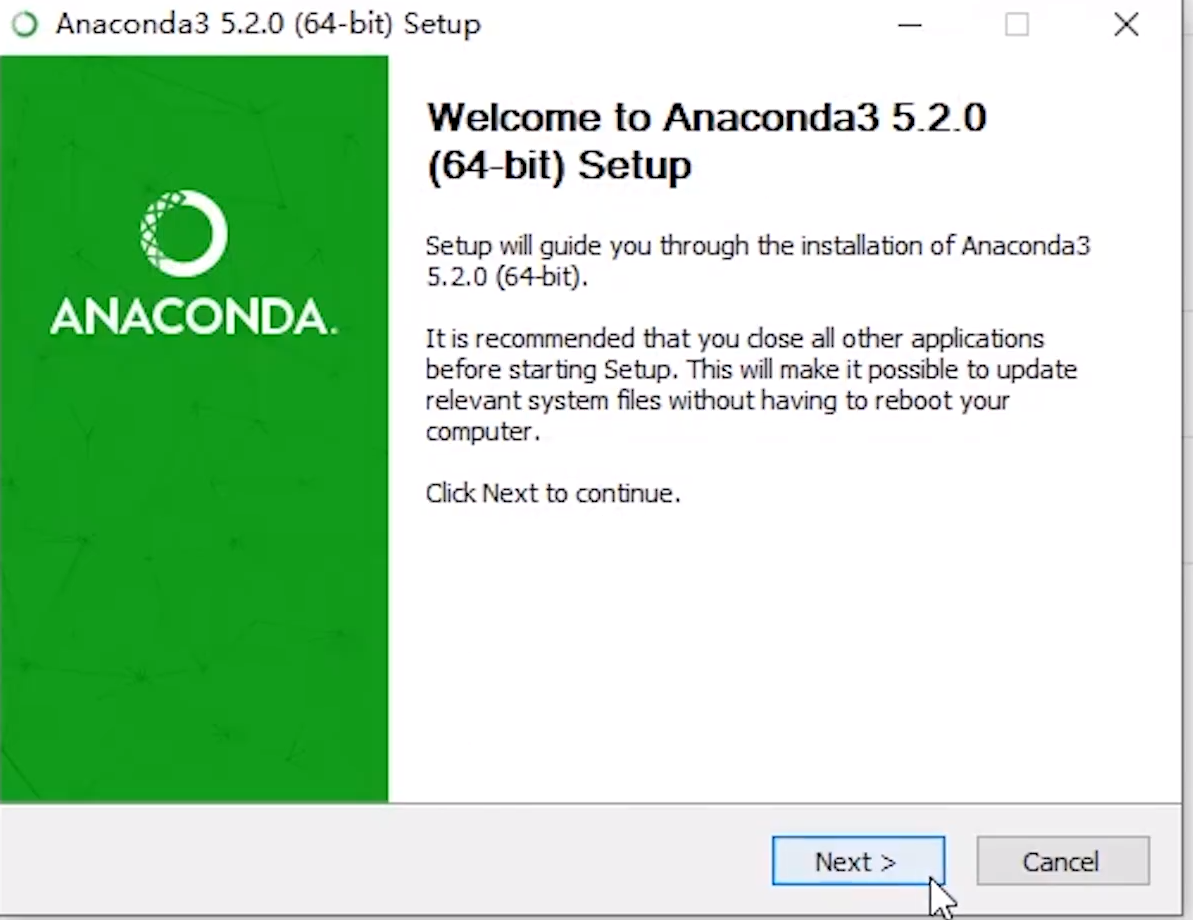 Anaconda3 5.2.0 (64-bit) Setup
ANACONDA.
Welcome to Anaconda3 5.2.0
(64-bit) Setup
Setup will guide you through the installation of Anaconda3
5.2.0 (64-bit).
It is recommended that you close all other applications
before starting Setup. This will make it possible to update
relevant system files without having to reboot your
computer.
Click Next to continue.
Next >
Cancel